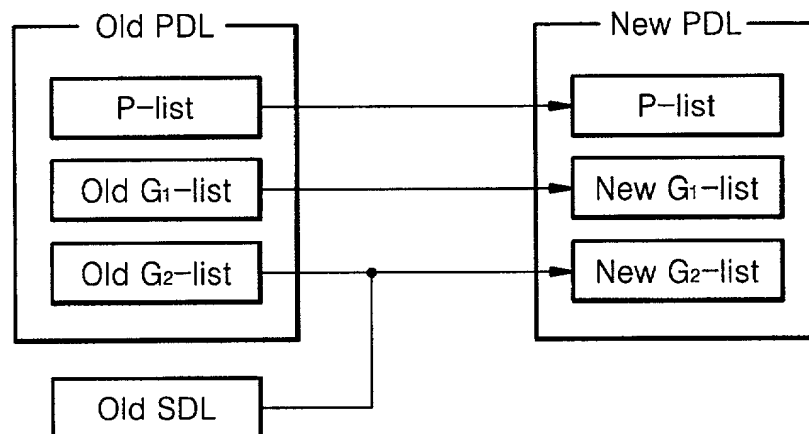 Old PDL
New PDL
P-list
P-list
Old G₁-list
New G₁-list
Old G₂-list
New G₂-list
Old SDL